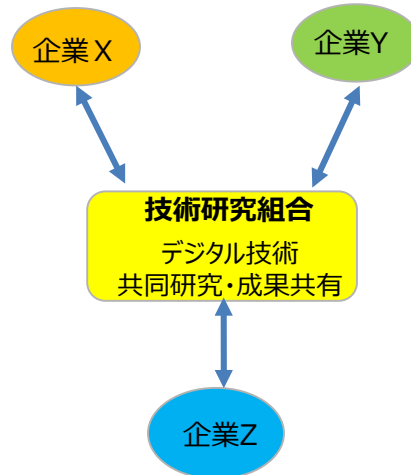 企業X
企業Y
技術研究組合
デジタル技術
共同研究・成果共有
企業Z